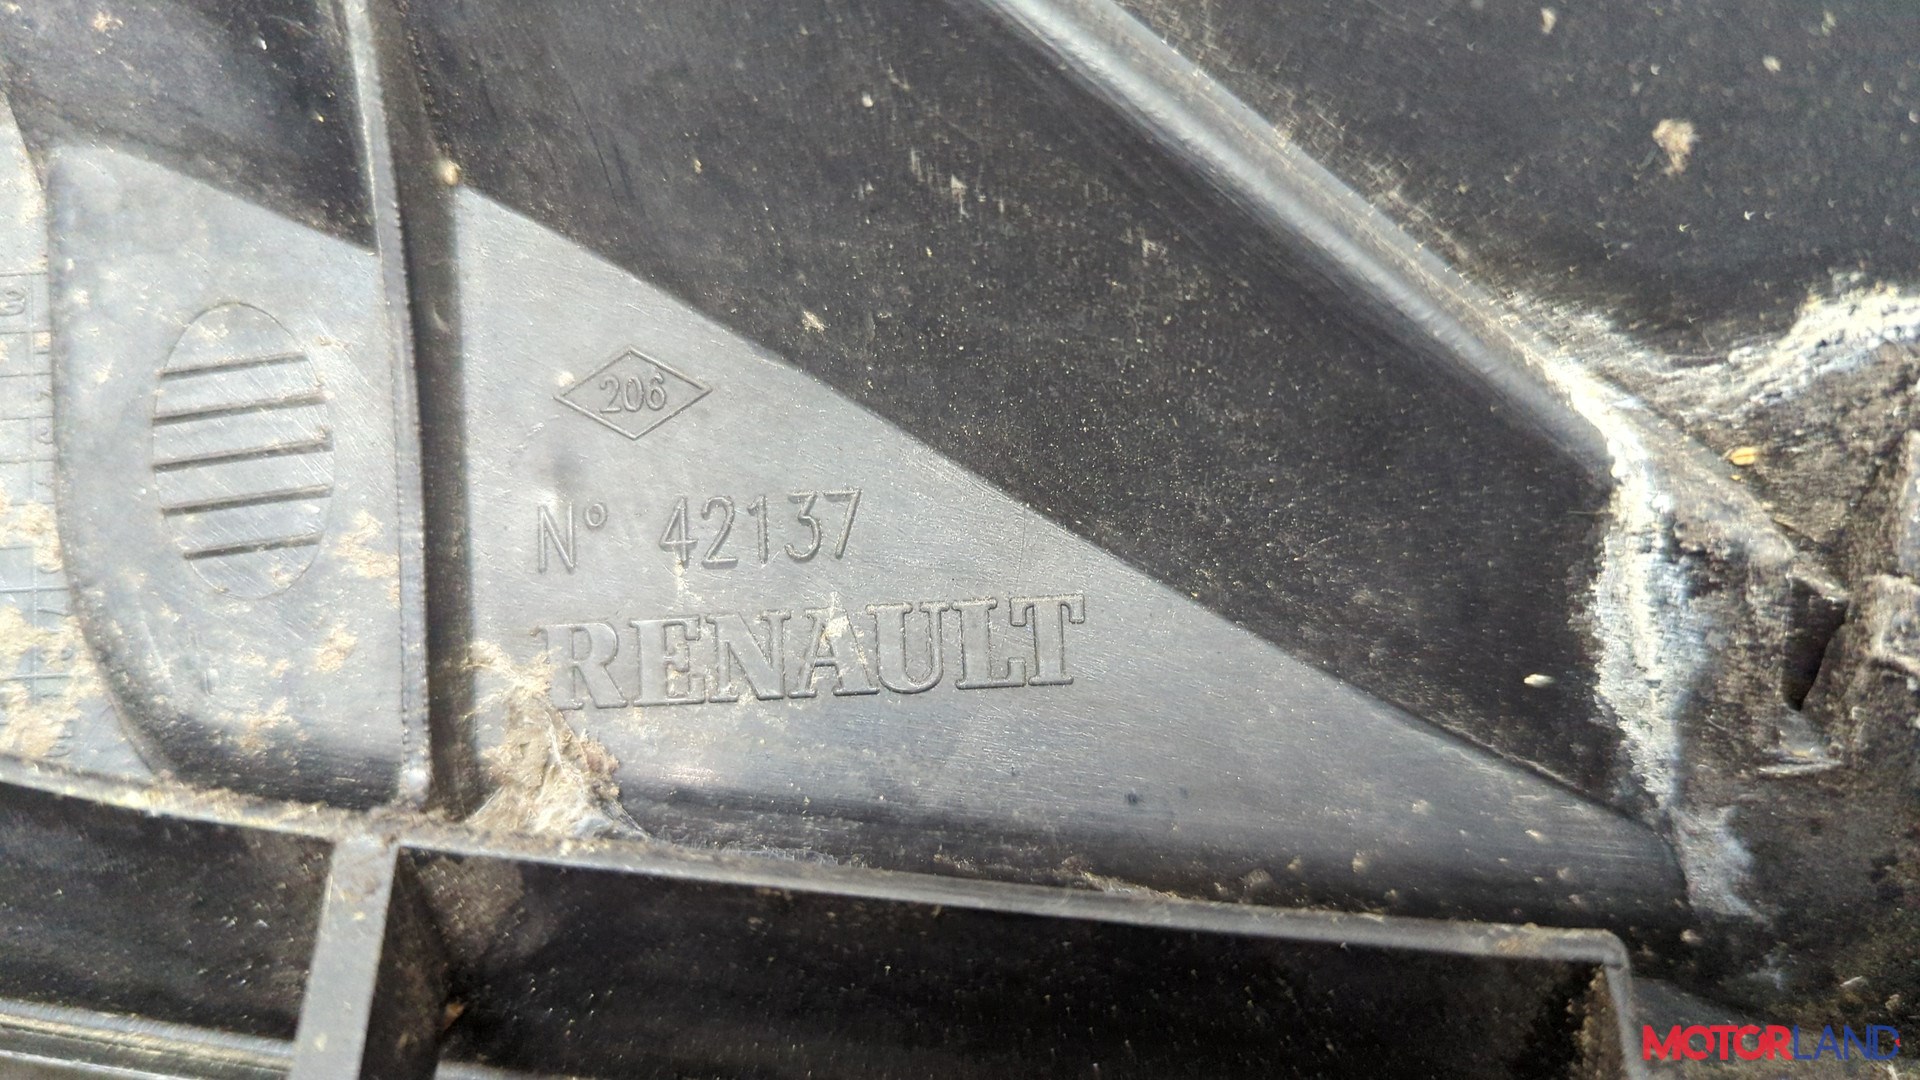 206
N° 42137
RENAULT
MOTORLAND